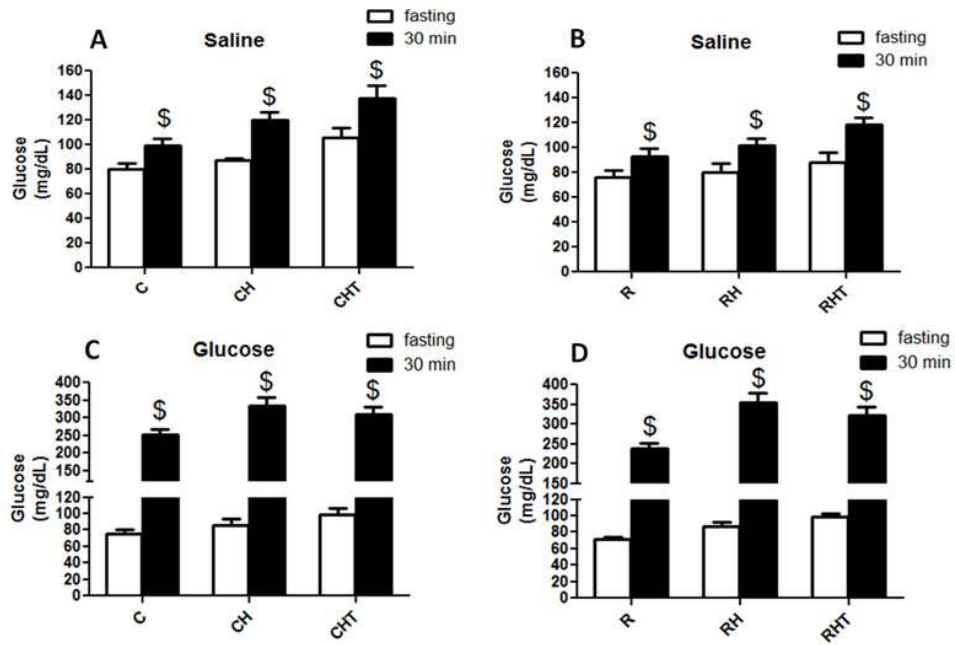 A
Saline
fasting
30 min
Glucose
(mg/dL)
160
140
120
100
80
60
40
20
0
$
$
$
C
CH
CHT
B
Saline
fasting
30 min
Glucose
(mg/dL)
160
140
120
100
80
60
40
20
0
$
$
$
R
RH
RHT
C
Glucose
fasting
30 min
Glucose
(mg/dL)
400
350
300
250
200
150
120
100
80
60
40
20
0
$
$
$
C
CH
CHT
D
Glucose
fasting
30 min
Glucose
(mg/dL)
400
350
300
250
200
150
120
100
80
60
40
20
0
$
$
$
R
RH
RHT